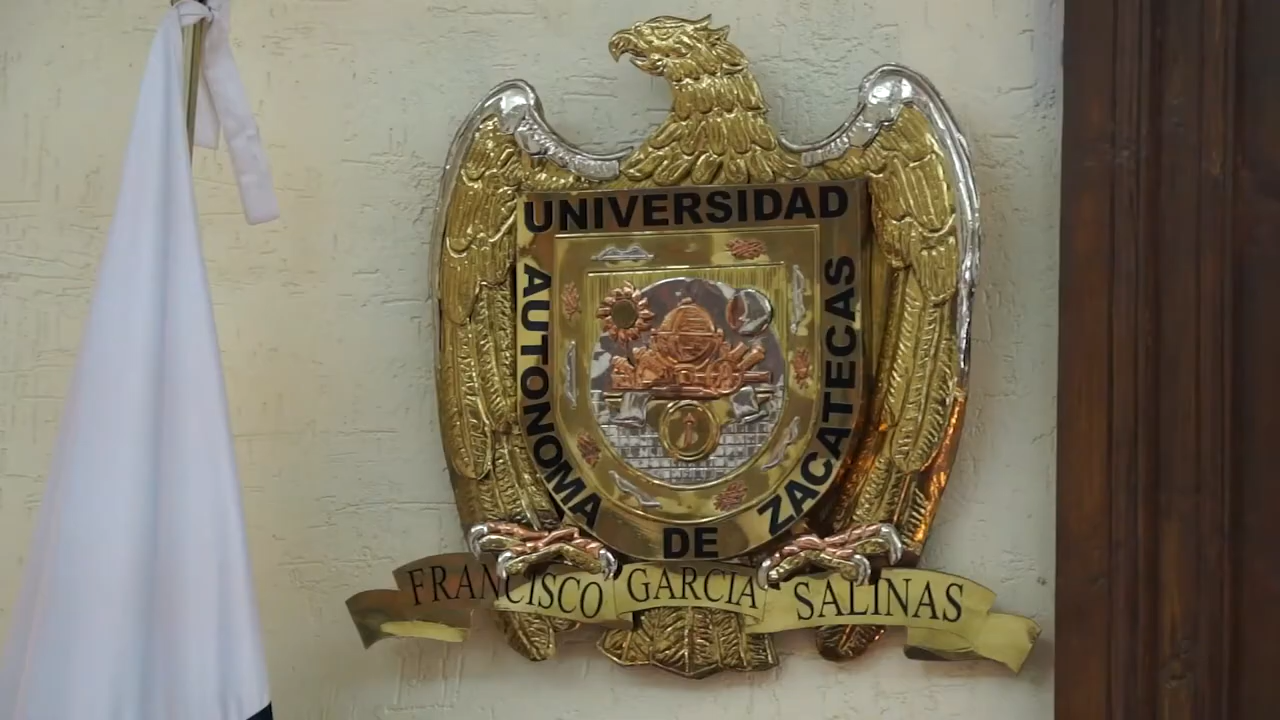 UNIVERSIDAD
AUTONOMA
DE
ZACATECAS
FRANCISCO GARCIA SALINAS